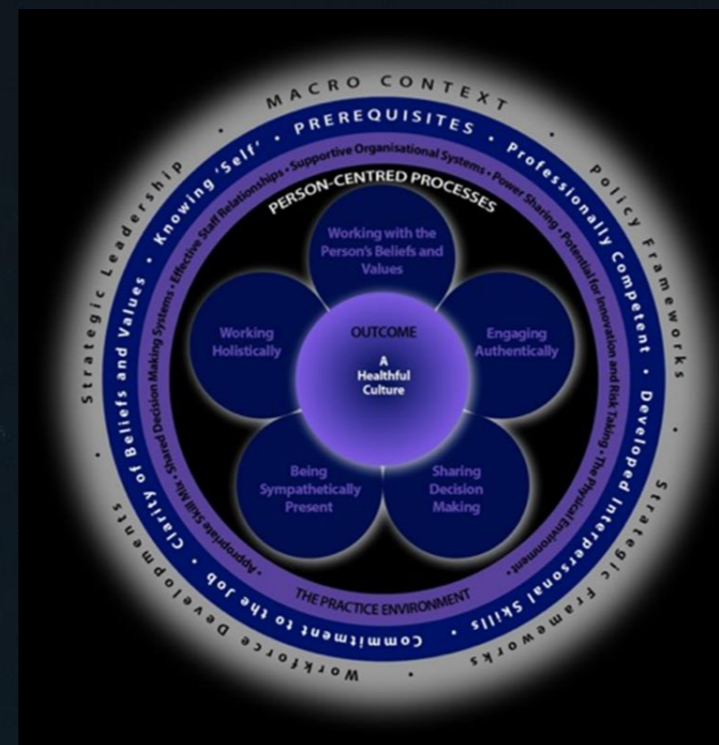 MACRO CONTEXT
• Policy Frameworks • Strategic Frameworks • Workforce Developments • Strategic Leadership •
PREREQUISITES
• Professionally Competent • Developed Interpersonal Skills • Commitment to the Job • Clarity of Beliefs and Values • Knowing 'Self' •
THE PRACTICE ENVIRONMENT
• Appropriate Skill Mix • Shared Decision Making Systems • Effective Staff Relationships • Supportive Organisational Systems • Power Sharing • Potential for Innovation and Risk Taking • The Physical Environment •
PERSON-CENTRED PROCESSES
Working with the
Person's Beliefs and
Values
Working
Holistically
Engaging
Authentically
OUTCOME
A
Healthful
Culture
Being
Sympathetically
Present
Sharing
Decision
Making